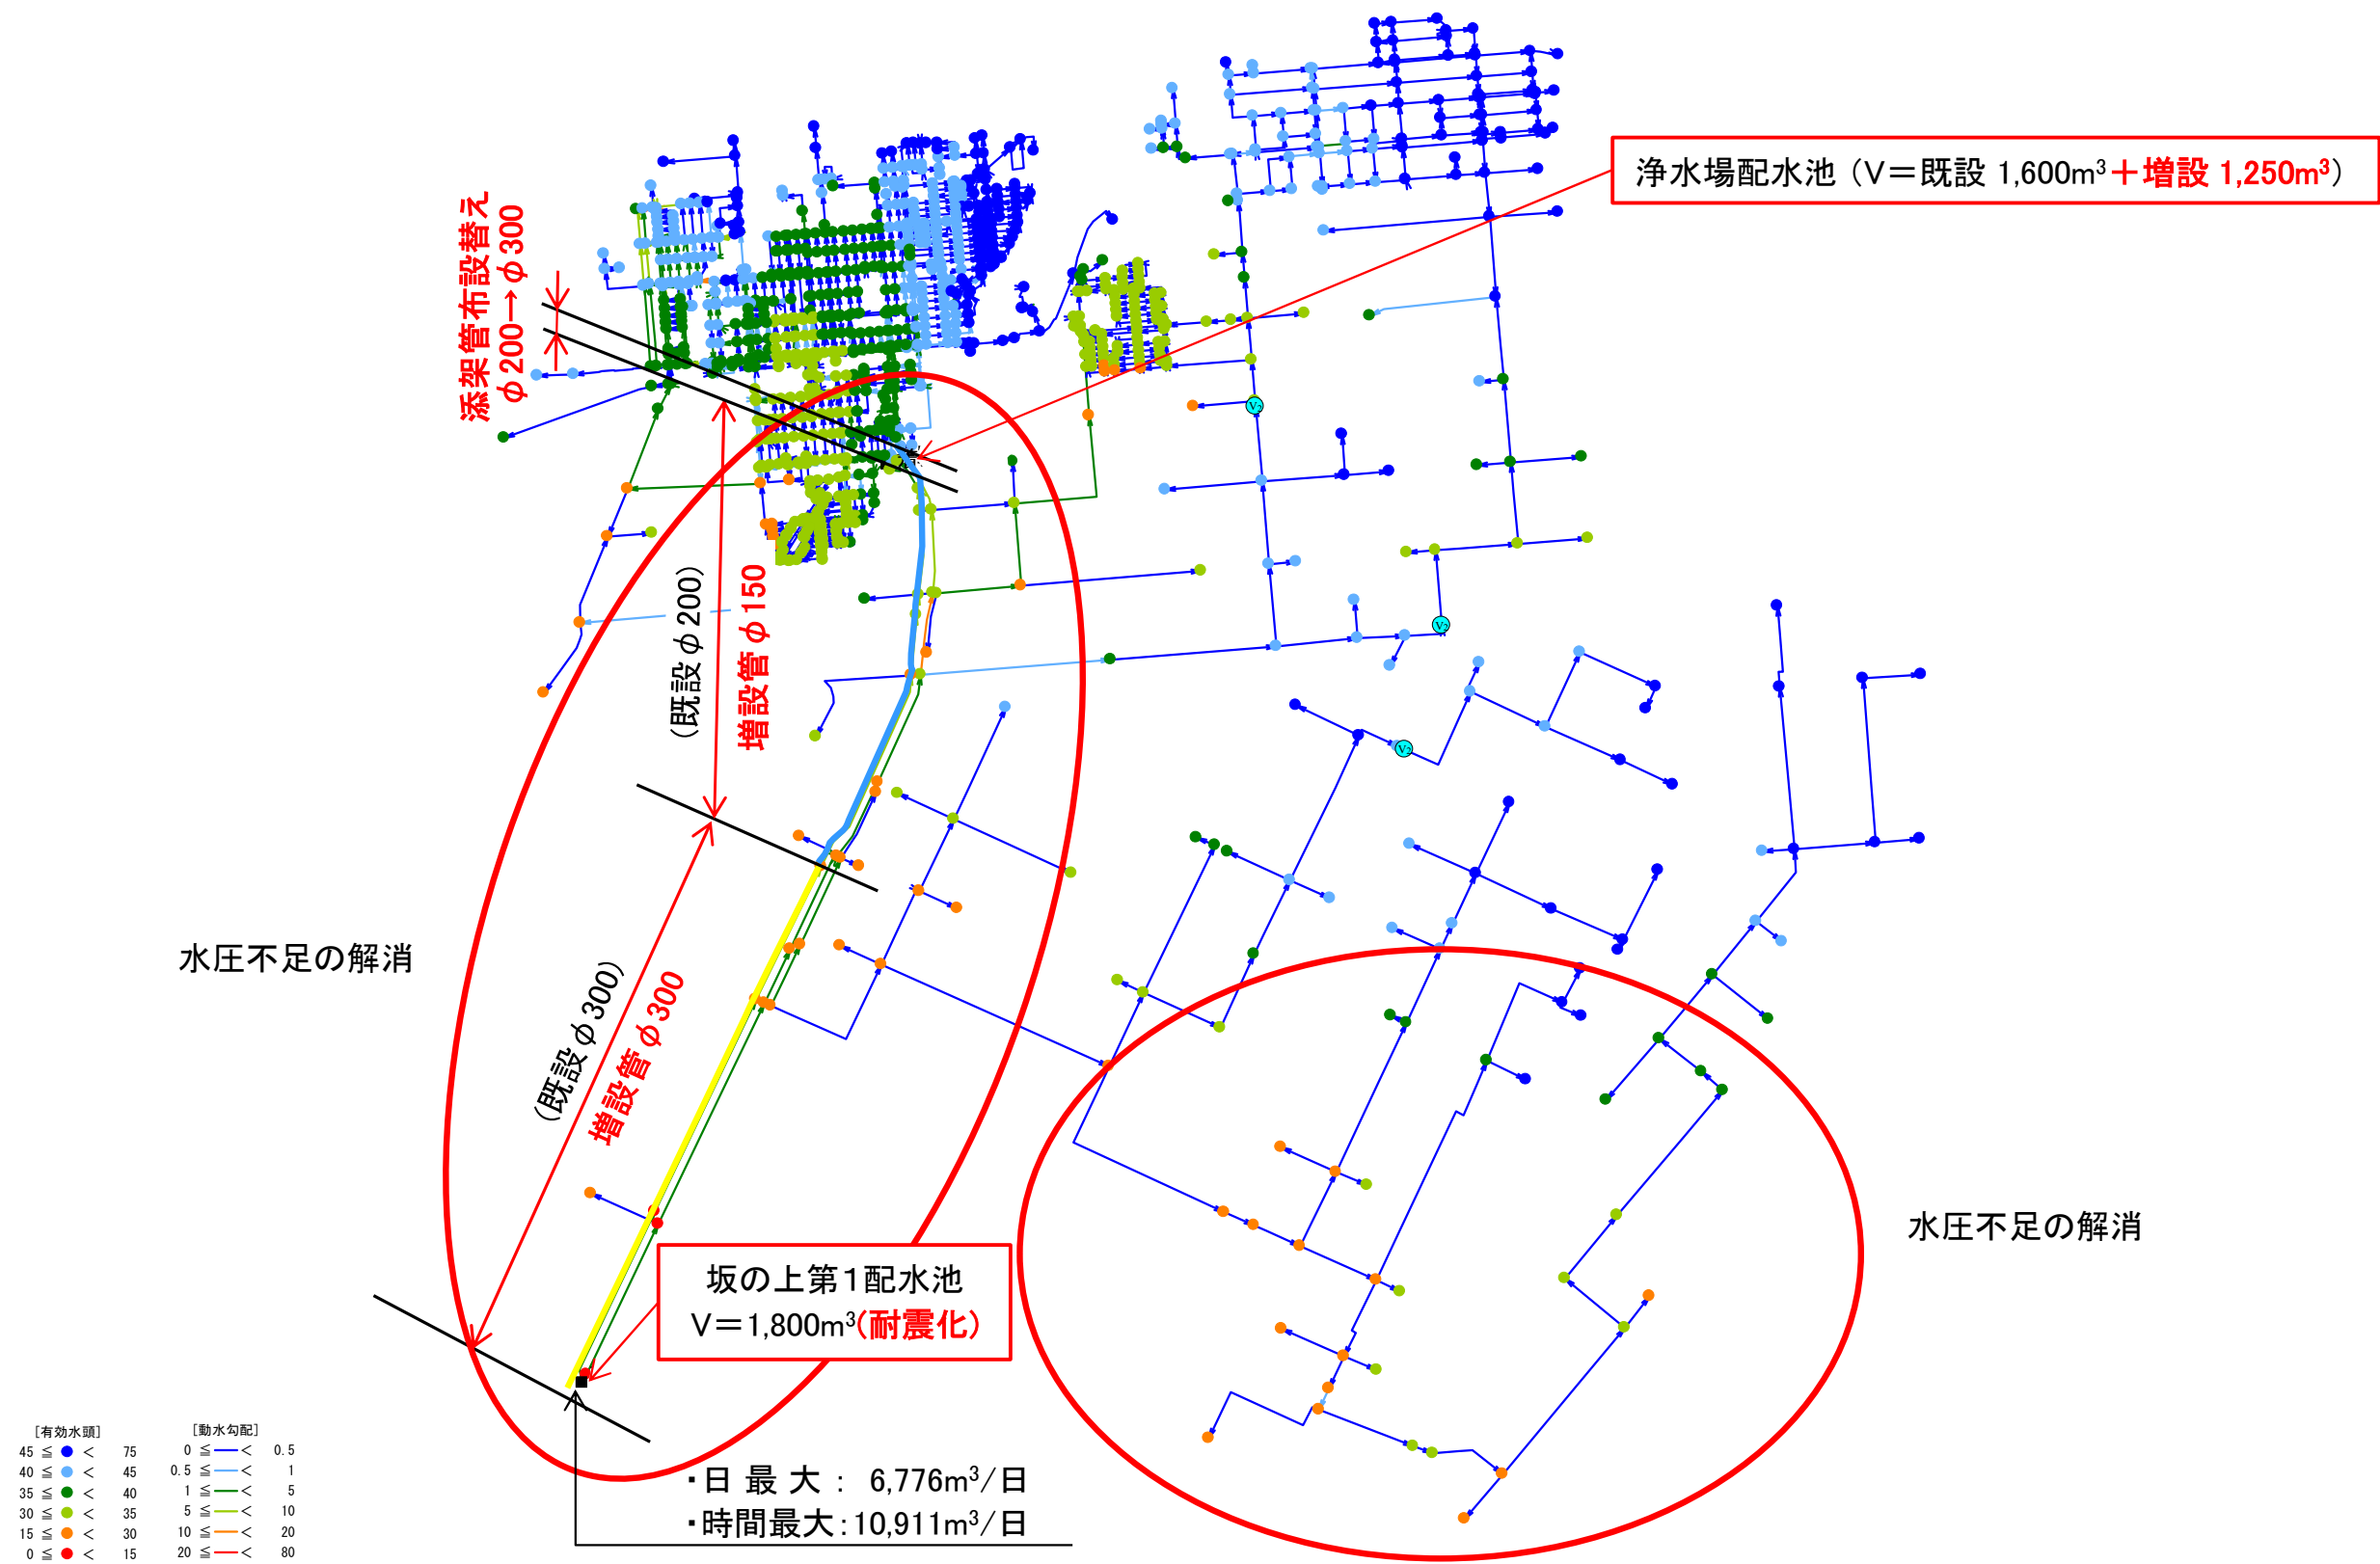 浄水場配水池（V＝既設 1,600m³＋増設 1,250m³）
添架管布設替え
φ200→φ300
（既設φ200）
増設管φ150
V₂
V₂
V₂
水圧不足の解消
（既設φ300）
増設管φ300
水圧不足の解消
坂の上第１配水池
V＝1,800m³(耐震化)
・日 最 大 ： 6,776m³/日
・時間最大：10,911m³/日
[有効水頭]
45 ≦ ＜ 75
40 ≦ ＜ 45
35 ≦ ＜ 40
30 ≦ ＜ 35
15 ≦ ＜ 30
0 ≦ ＜ 15
[動水勾配]
0 ≦ ＜ 0.5
0.5 ≦ ＜ 1
1 ≦ ＜ 5
5 ≦ ＜ 10
10 ≦ ＜ 20
20 ≦ ＜ 80